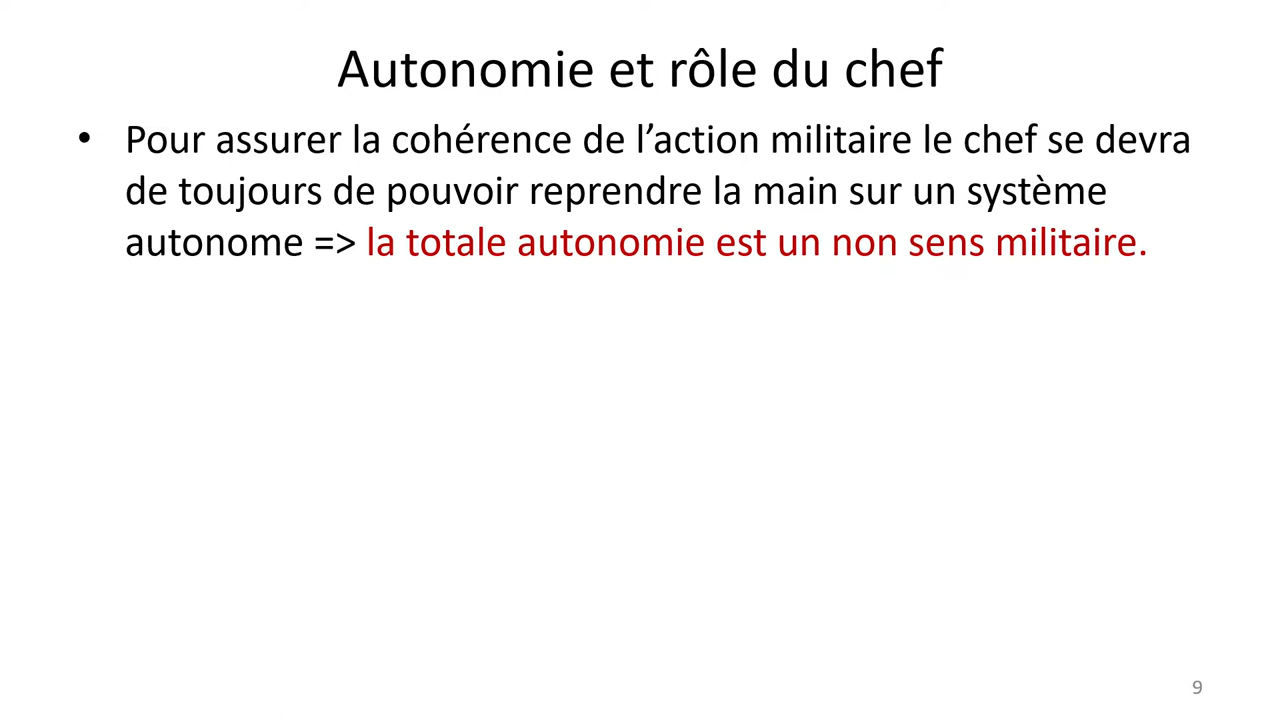 Autonomie et rôle du chef
• Pour assurer la cohérence de l’action militaire le chef se devra
de toujours de pouvoir reprendre la main sur un système
autonome => la totale autonomie est un non sens militaire.
9